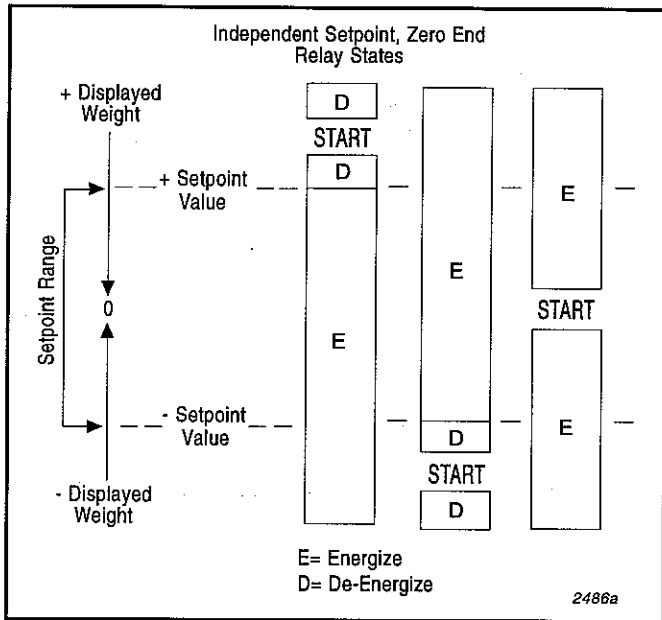 Independent Setpoint, Zero End
Relay States
+ Displayed
Weight
D
START
D
+ Setpoint
Value
E
E
Setpoint Range
0
E
START
- Setpoint
Value
E
D
START
D
- Displayed
Weight
E= Energize
D= De-Energize
2486a